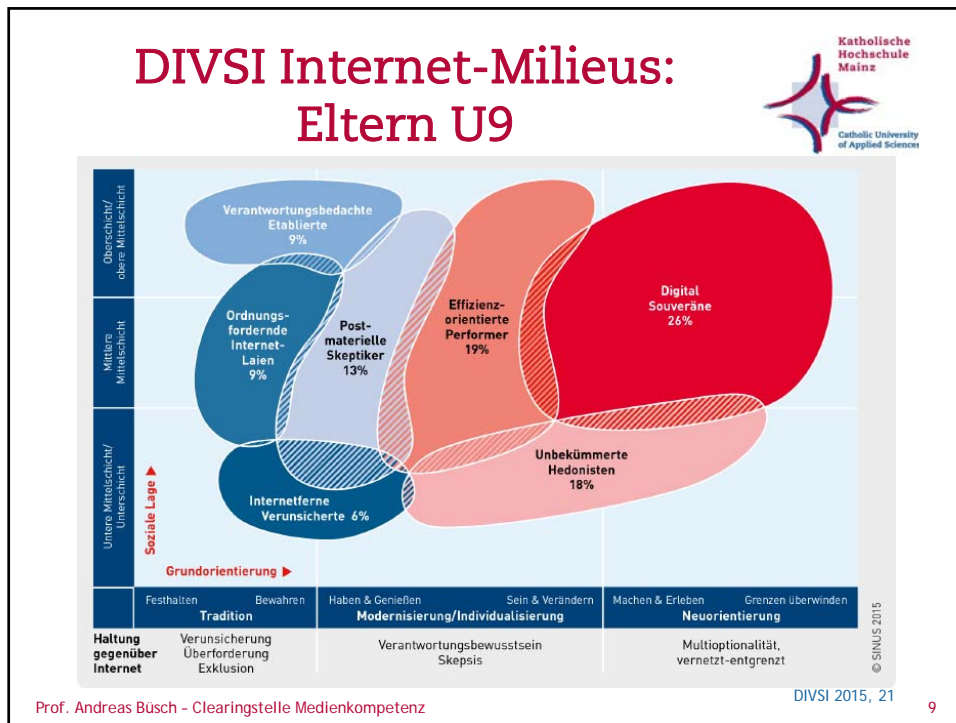 DIVSI Internet-Milieus:
Eltern U9
Katholische
Hochschule
Mainz
Catholic University
of Applied Sciences
Oberschicht/
obere Mittelschicht
Mittlere
Mittelschicht
Untere Mittelschicht/
Unterschicht
Soziale Lage ►
Grundorientierung ►
Verantwortungsbedachte
Etablierte
9%
Ordnungs-
fordernde
Internet-
Laien
9%
Post-
materielle
Skeptiker
13%
Effizienz-
orientierte
Performer
19%
Digital
Souveräne
26%
Unbekümmerte
Hedonisten
18%
Internetferne
Verunsicherte 6%
Festhalten Bewahren
Tradition
Haben & Genießen Sein & Verändern
Modernisierung/Individualisierung
Machen & Erleben Grenzen überwinden
Neuorientierung
Haltung
gegenüber
Internet
Verunsicherung
Überforderung
Exklusion
Verantwortungsbewusstsein
Skepsis
Multioptionalität,
vernetzt-entgrenzt
© SINUS 2015
DIVSI 2015, 21
Prof. Andreas Büsch - Clearingstelle Medienkompetenz 9